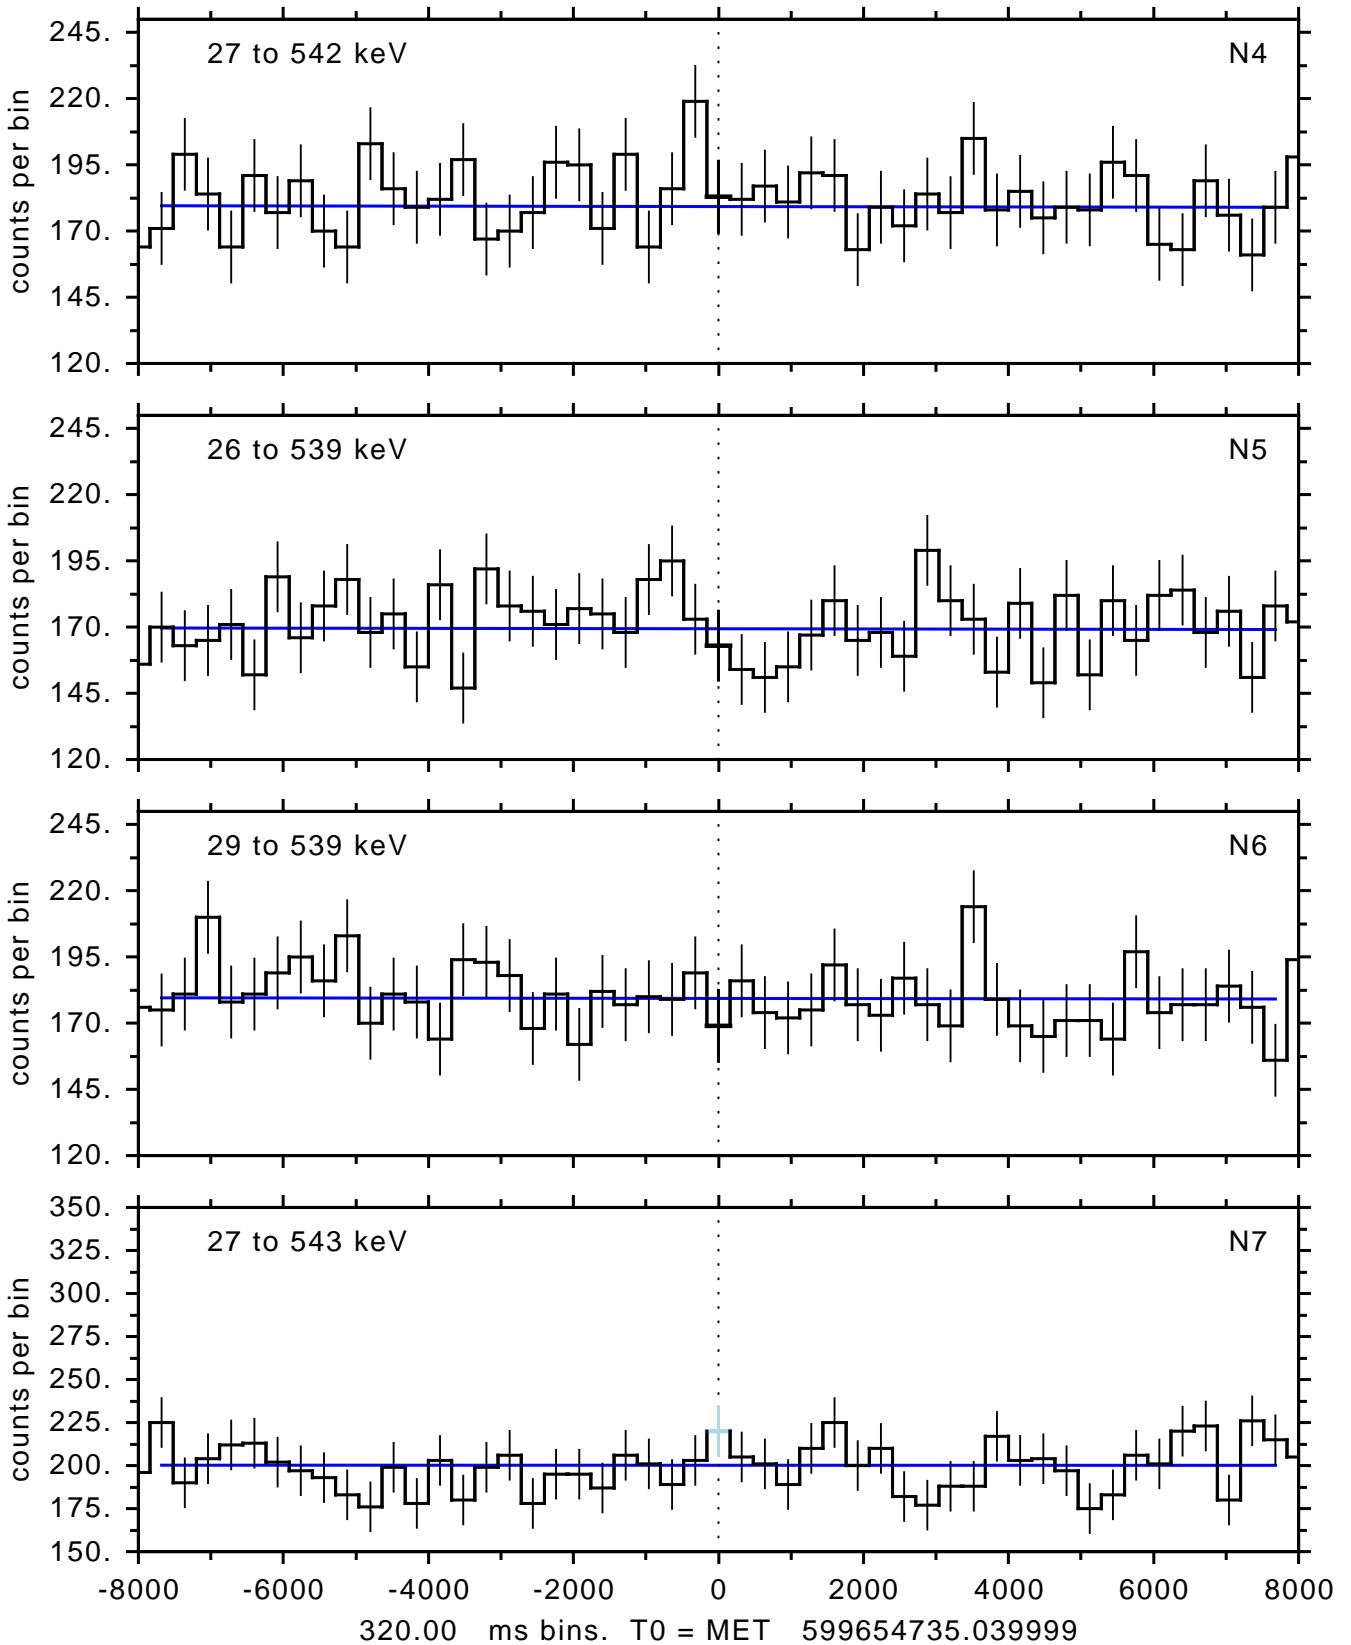 27 to 542 keV N4
counts per bin
245.
220.
195.
170.
145.
120.
26 to 539 keV N5
counts per bin
245.
220.
195.
170.
145.
120.
29 to 539 keV N6
counts per bin
245.
220.
195.
170.
145.
120.
27 to 543 keV N7
counts per bin
350.
325.
300.
275.
250.
225.
200.
175.
150.
-8000 -6000 -4000 -2000 0 2000 4000 6000 8000
320.00 ms bins. T0 = MET 599654735.039999